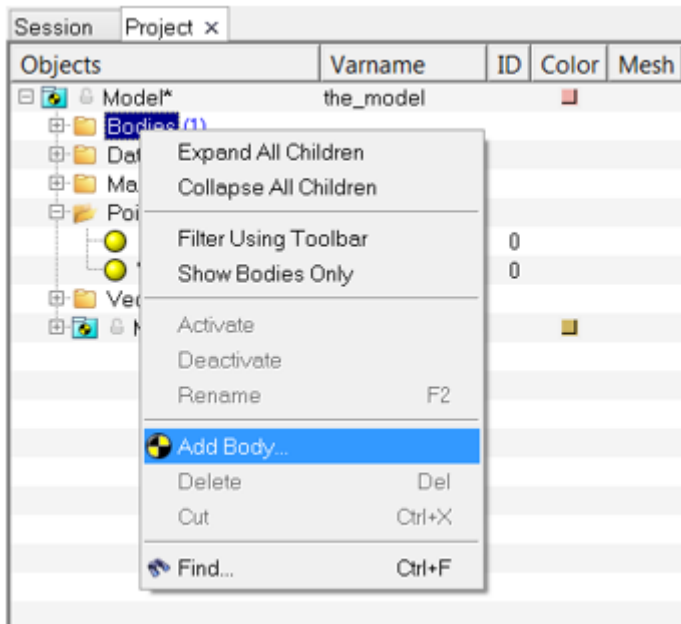 Session Project ×
Objects Varname ID Color Mesh
Model* the_model
Bodies (1)
Expand All Children
Collapse All Children
Filter Using Toolbar 0
Show Bodies Only 0
Activate
Deactivate
Rename F2
Add Body...
Delete Del
Cut Ctrl+X
Find... Ctrl+F